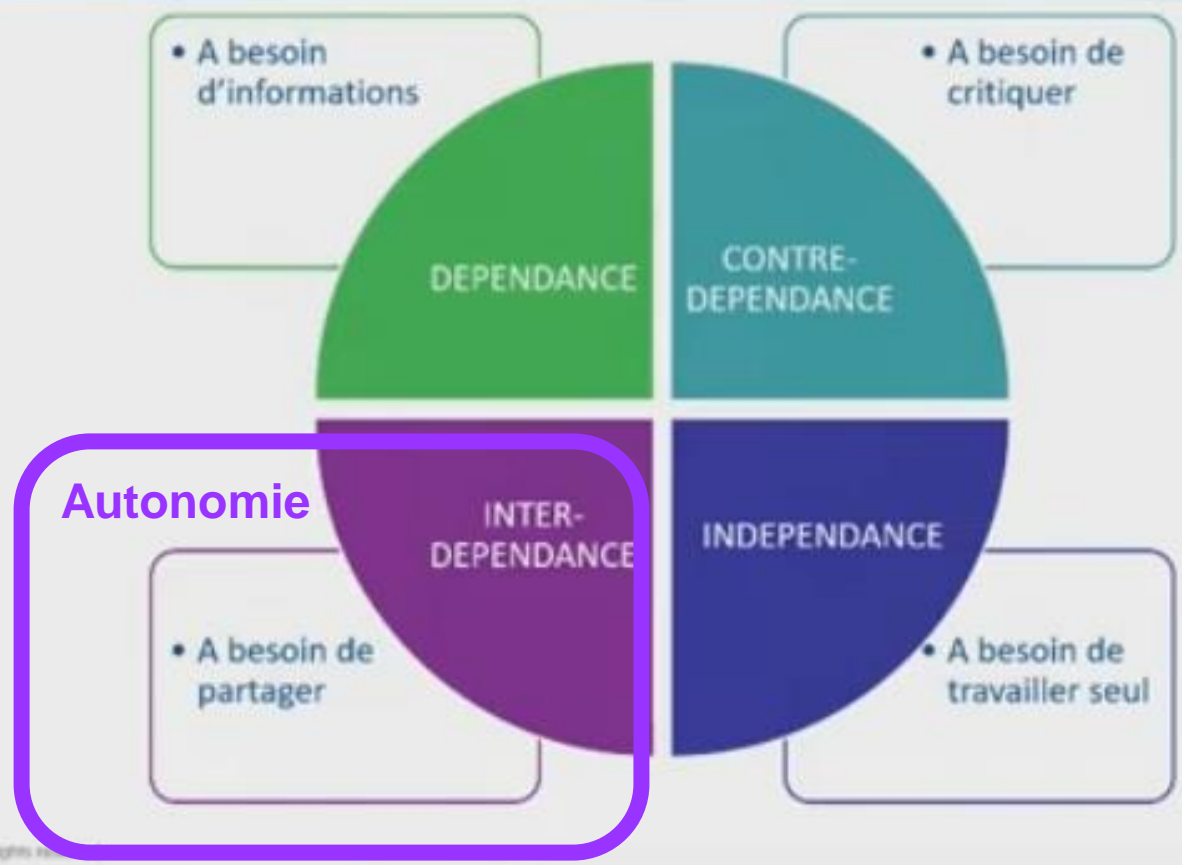 • A besoin
d'informations
• A besoin de
critiquer
DEPENDANCE
CONTRE-
DEPENDANCE
Autonomie
INTER-
DEPENDANCE
INDEPENDANCE
• A besoin de
partager
• A besoin de
travailler seul